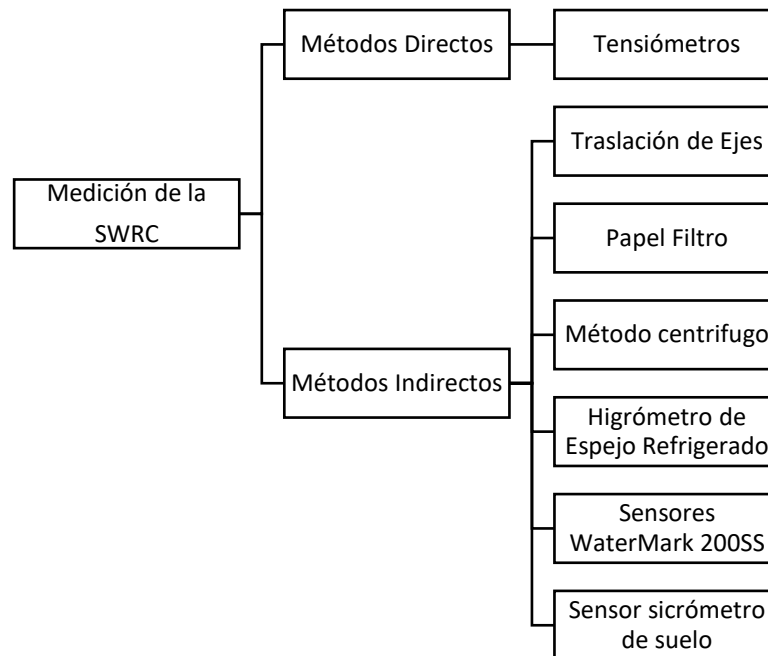 Medición de la
SWRC
Métodos Directos
Tensiómetros
Métodos Indirectos
Traslación de Ejes
Papel Filtro
Método centrifugo
Higrómetro de
Espejo Refrigerado
Sensores
WaterMark 200SS
Sensor sicrómetro
de suelo